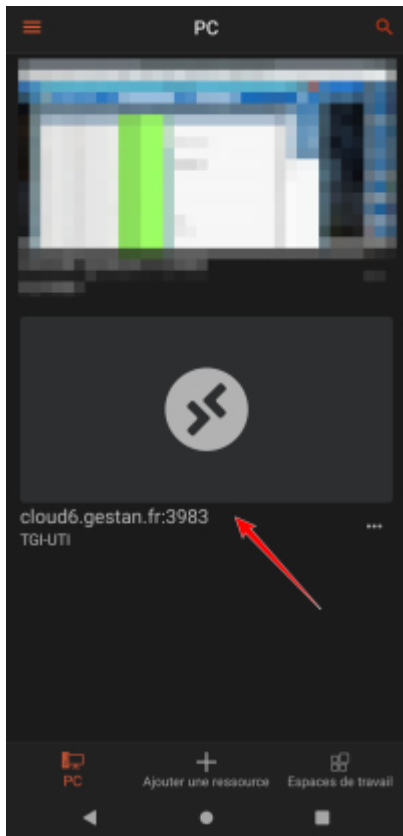 PC
cloud6.gestan.fr:3983
TGI-UTI
PC
Ajouter une ressource
Espaces de travail